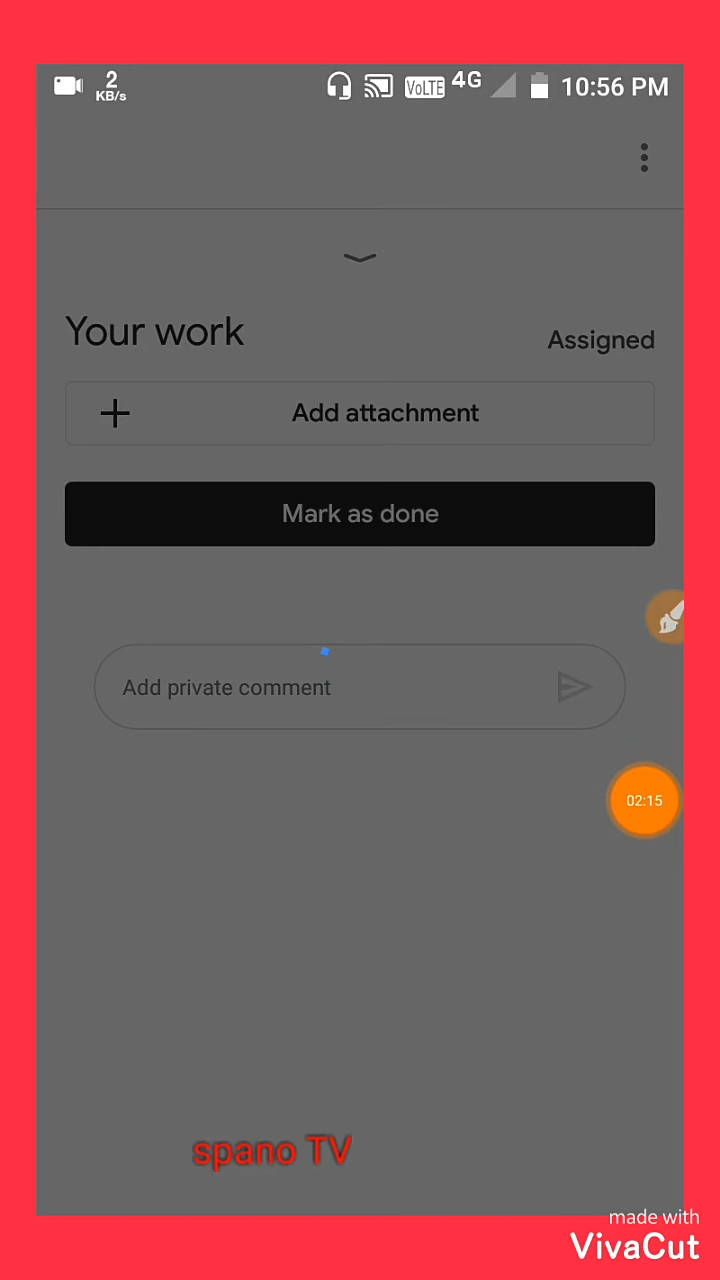 2
KB/s
VoLTE 4G 10:56 PM
Your work
Assigned
Add attachment
Mark as done
Add private comment
02:15
spano TV
made with
VivaCut